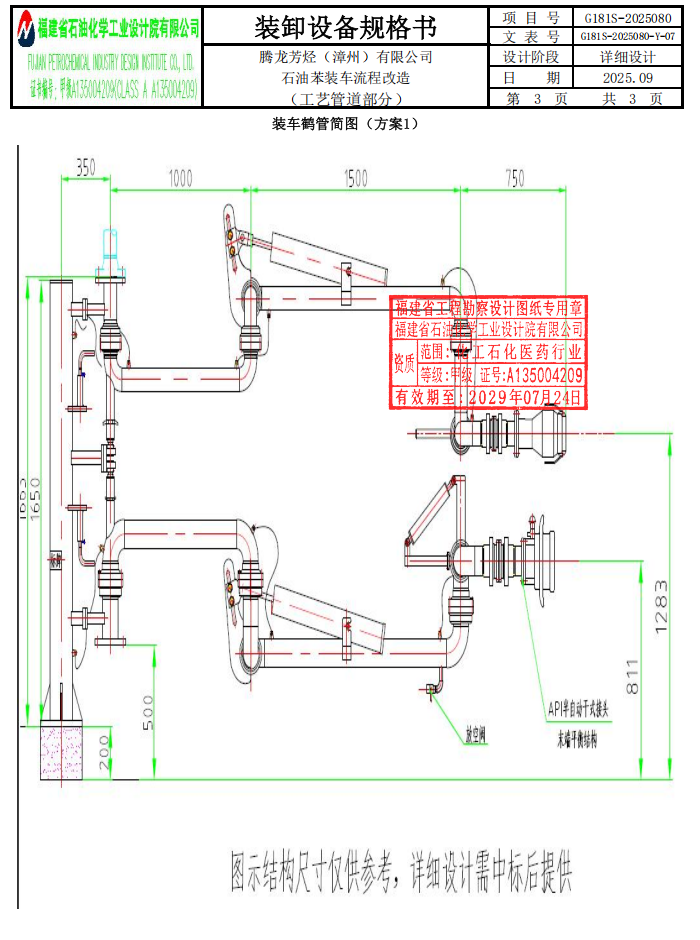 福建省石油化学工业设计院有限公司
FUJIAN PETROCHEMICAL INDUSTRY DESIGN INSTITUTE CO., LTD.
证书编号: 甲级A135004209(CLASS A A135004209)
装卸设备规格书
腾龙芳烃（漳州）有限公司
石油苯装车流程改造
（工艺管道部分）
项目号 G181S-2025080
文表号 G181S-2025080-Y-07
设计阶段 详细设计
日期 2025.09
第 3 页 共 3 页
装车鹤管简图（方案1）
350
1000
1500
750
福建省工程勘察设计图纸专用章
福建省石油化学工业设计院有限公司
资质
范围: 化工石化医药行业
等级: 甲级 证号: A135004209
有效期至: 2029年07月24日
1650
500
200
1283
811
API半自动干式接头
末端平衡结构
放空阀
图示结构尺寸仅供参考, 详细设计需中标后提供